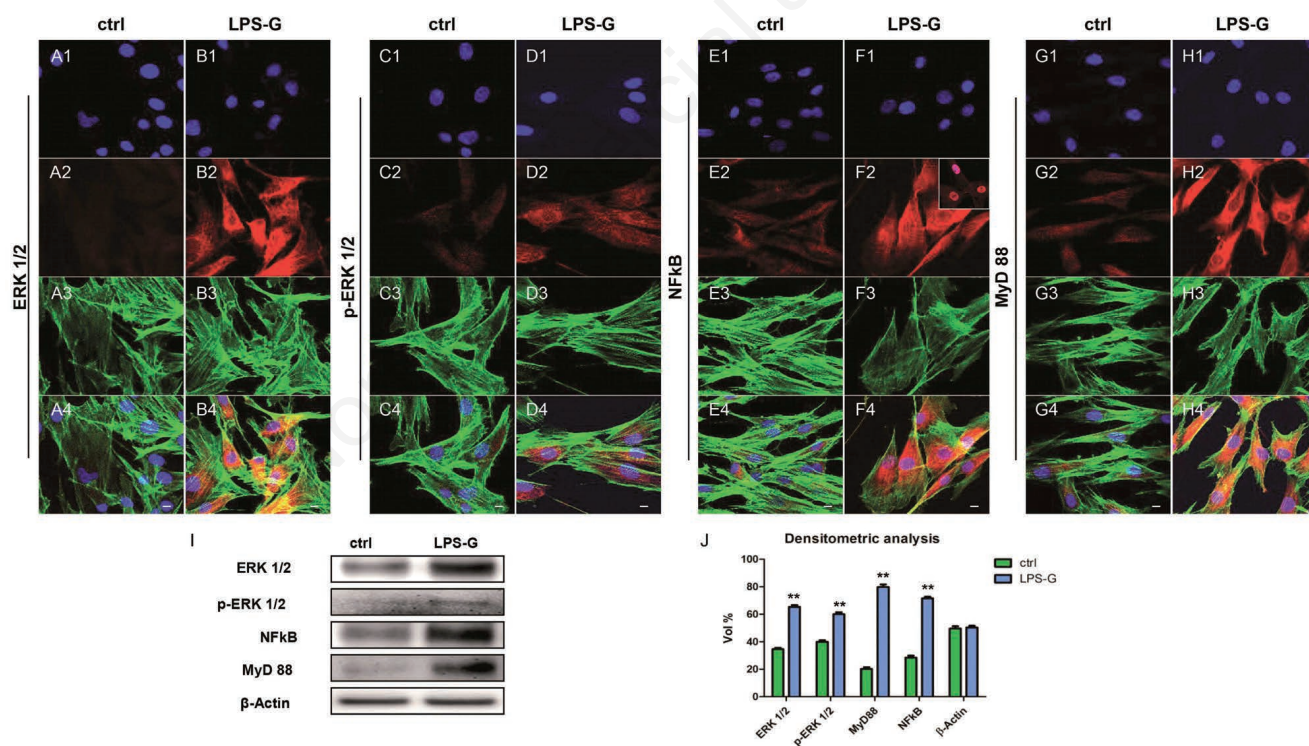 ctrl LPS-G ctrl LPS-G ctrl LPS-G ctrl LPS-G
A1 B1 C1 D1 E1 F1 G1 H1
ERK 1/2
p-ERK 1/2
NFkB
MyD 88
A2 B2 C2 D2 E2 F2 G2 H2
A3 B3 C3 D3 E3 F3 G3 H3
A4 B4 C4 D4 E4 F4 G4 H4
I
ctrl LPS-G
ERK 1/2
p-ERK 1/2
NFkB
MyD 88
β-Actin
J
Densitometric analysis
ctrl
LPS-G
Vol %
100
80
60
40
20
0
** ** ** **
ERK 1/2
p-ERK 1/2
MyD88
NFkB
β-Actin